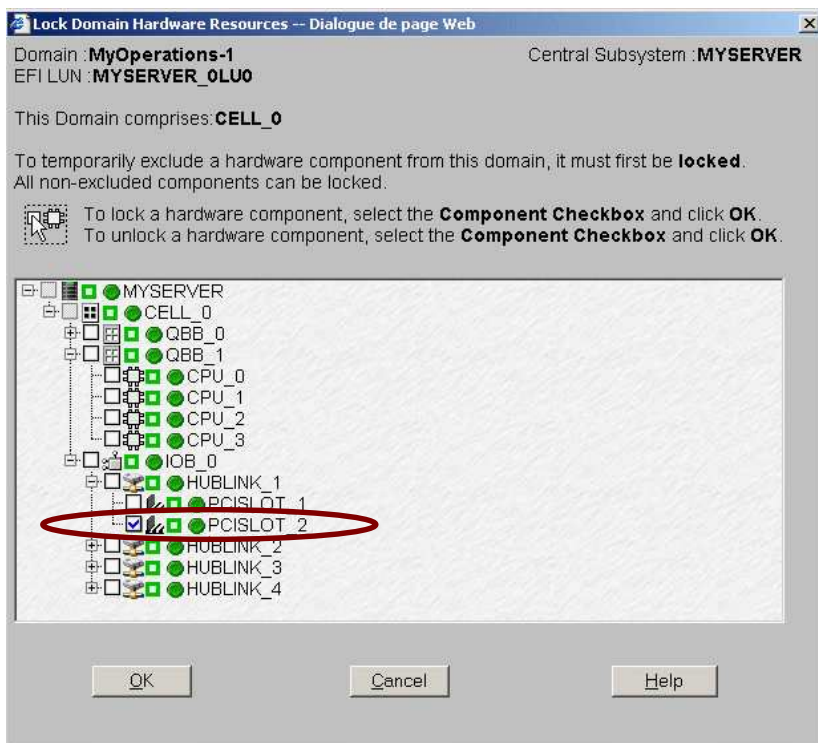 Lock Domain Hardware Resources -- Dialogue de page Web
Domain :MyOperations-1 Central Subsystem :MYSERVER
EFI LUN :MYSERVER_0LU0
This Domain comprises:CELL_0
To temporarily exclude a hardware component from this domain, it must first be locked.
All non-excluded components can be locked.
To lock a hardware component, select the Component Checkbox and click OK.
To unlock a hardware component, select the Component Checkbox and click OK.
MYSERVER
CELL_0
QBB_0
QBB_1
CPU_0
CPU_1
CPU_2
CPU_3
IOB_0
HUBLINK_1
PCISLOT_1
PCISLOT_2
HUBLINK_2
HUBLINK_3
HUBLINK_4
OK Cancel Help